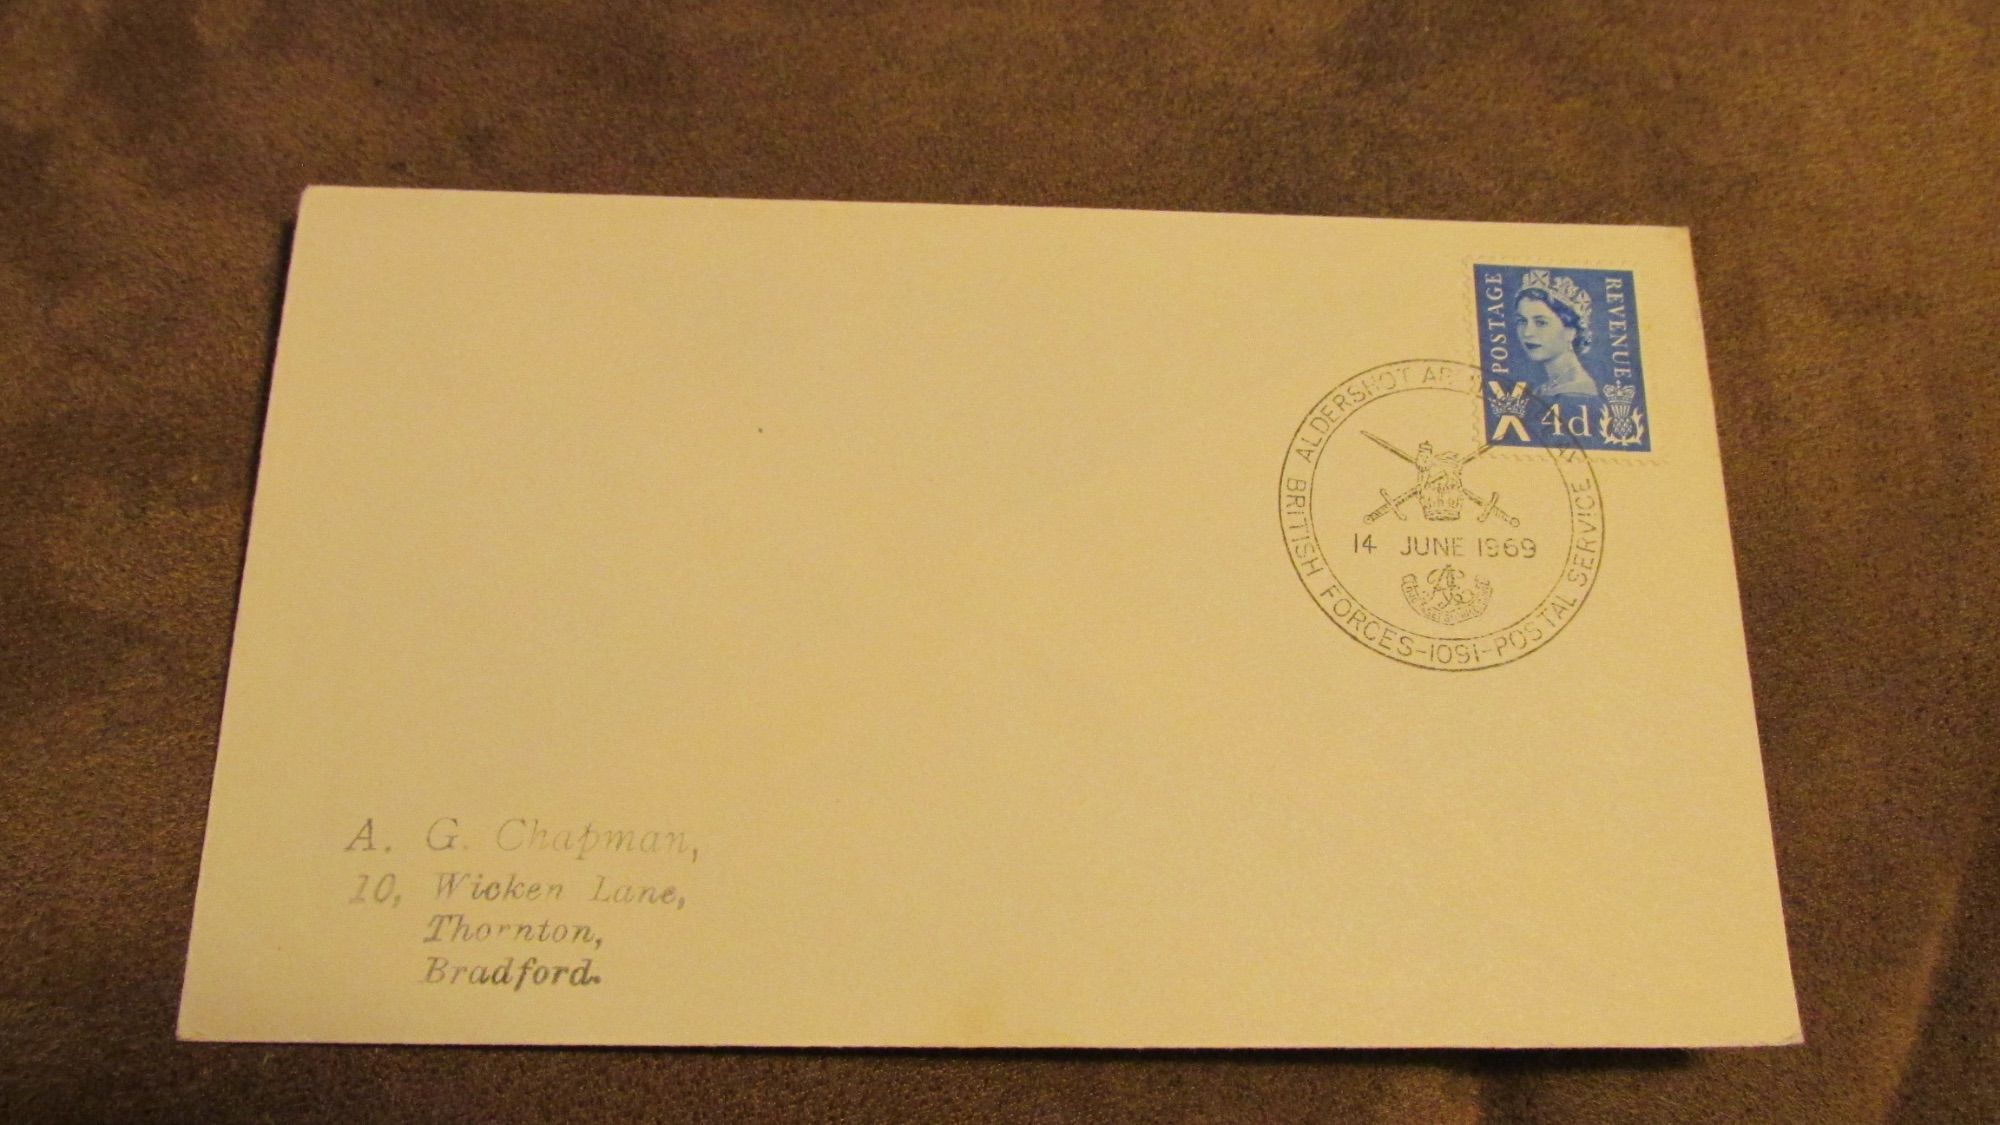 POSTAGE
REVENUE
4d
ALDERSHOT
14 JUNE 1969
BRITISH FORCES-1091-POSTAL SERVICE
A. G. Chapman,
10, Wicken Lane,
Thornton,
Bradford.